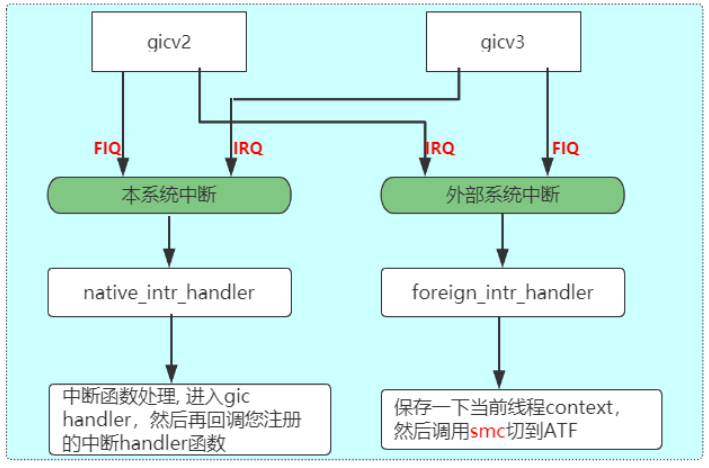 gicv2
gicv3
FIQ
IRQ
IRQ
FIQ
本系统中断
外部系统中断
native_intr_handler
foreign_intr_handler
中断函数处理, 进入gic
handler，然后再回调您注册
的中断handler函数
保存一下当前线程context，
然后调用smc切到ATF